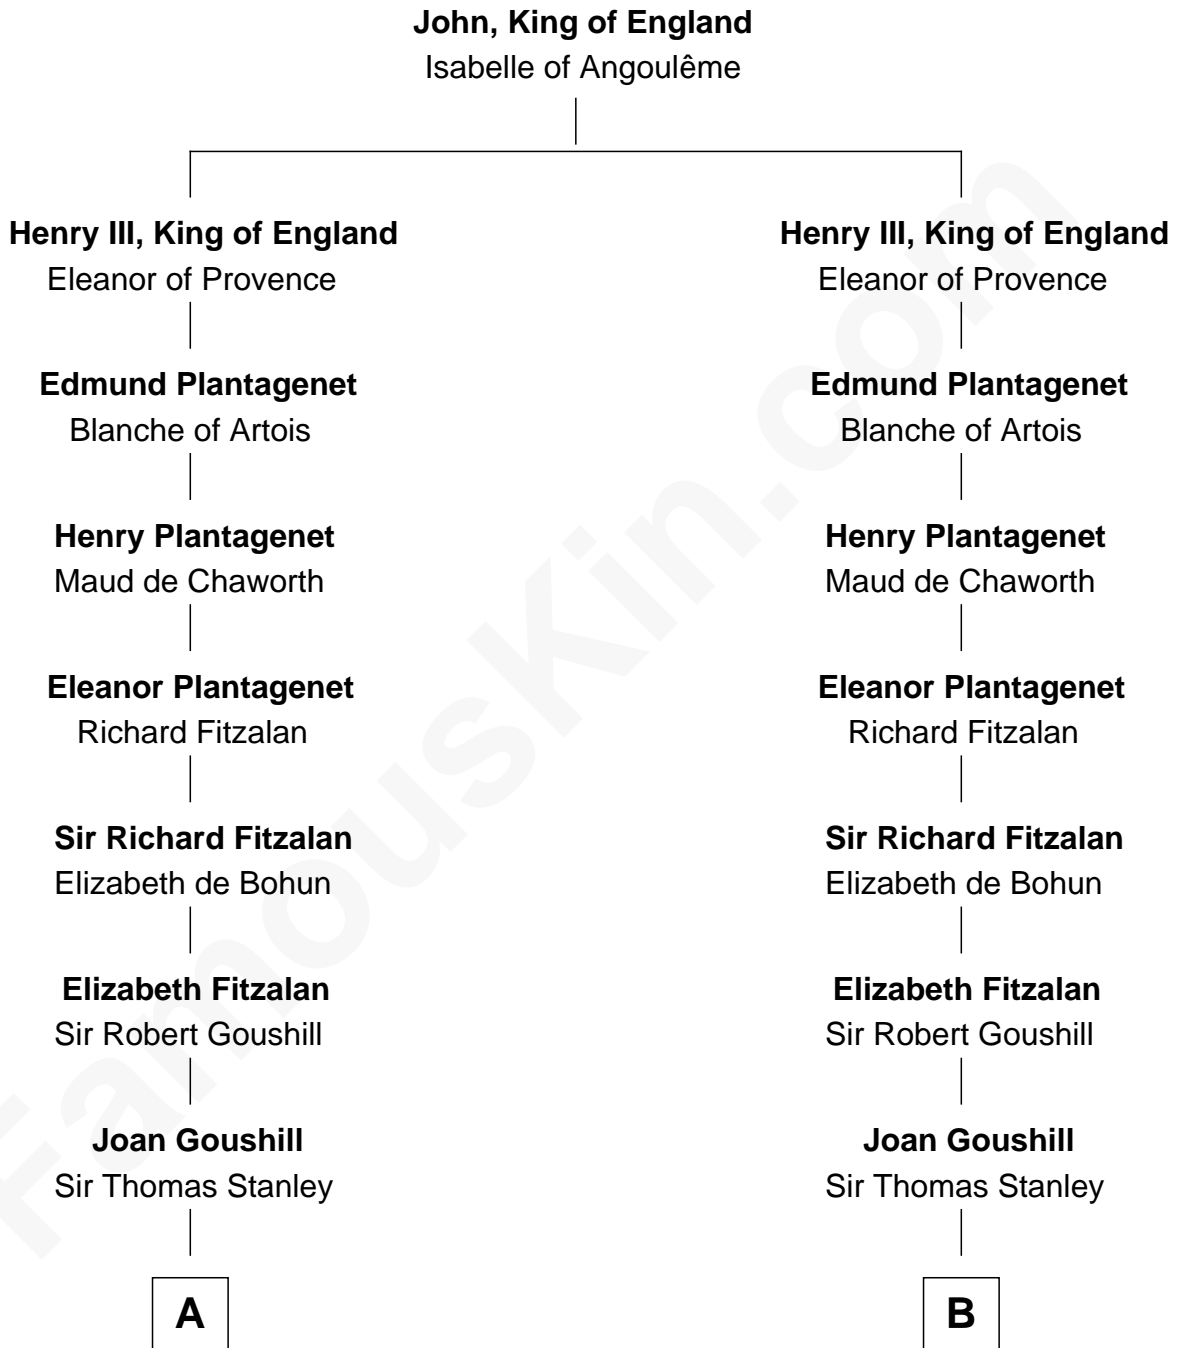 John, King of England
Isabelle of Angoulême
Henry III, King of England
Eleanor of Provence
Edmund Plantagenet
Blanche of Artois
Henry Plantagenet
Maud de Chaworth
Eleanor Plantagenet
Richard Fitzalan
Sir Richard Fitzalan
Elizabeth de Bohun
Elizabeth Fitzalan
Sir Robert Goushill
Joan Goushill
Sir Thomas Stanley
A
Henry III, King of England
Eleanor of Provence
Edmund Plantagenet
Blanche of Artois
Henry Plantagenet
Maud de Chaworth
Eleanor Plantagenet
Richard Fitzalan
Sir Richard Fitzalan
Elizabeth de Bohun
Elizabeth Fitzalan
Sir Robert Goushill
Joan Goushill
Sir Thomas Stanley
B
FamousKin.com